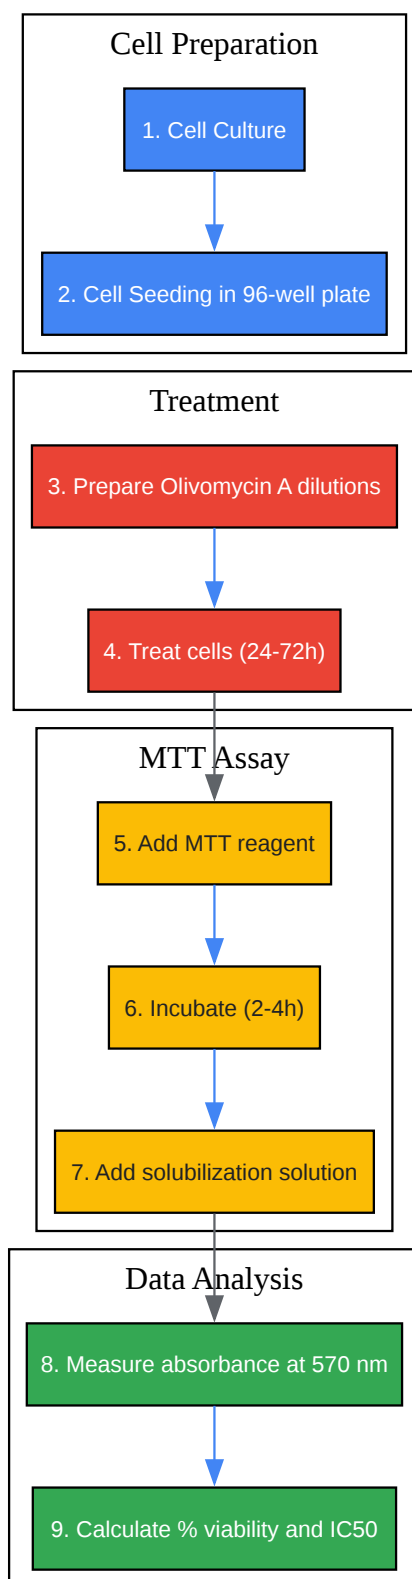 Cell Preparation
1. Cell Culture
2. Cell Seeding in 96-well plate
Treatment
3. Prepare Olivomycin A dilutions
4. Treat cells (24-72h)
MTT Assay
5. Add MTT reagent
6. Incubate (2-4h)
7. Add solubilization solution
Data Analysis
8. Measure absorbance at 570 nm
9. Calculate % viability and IC50